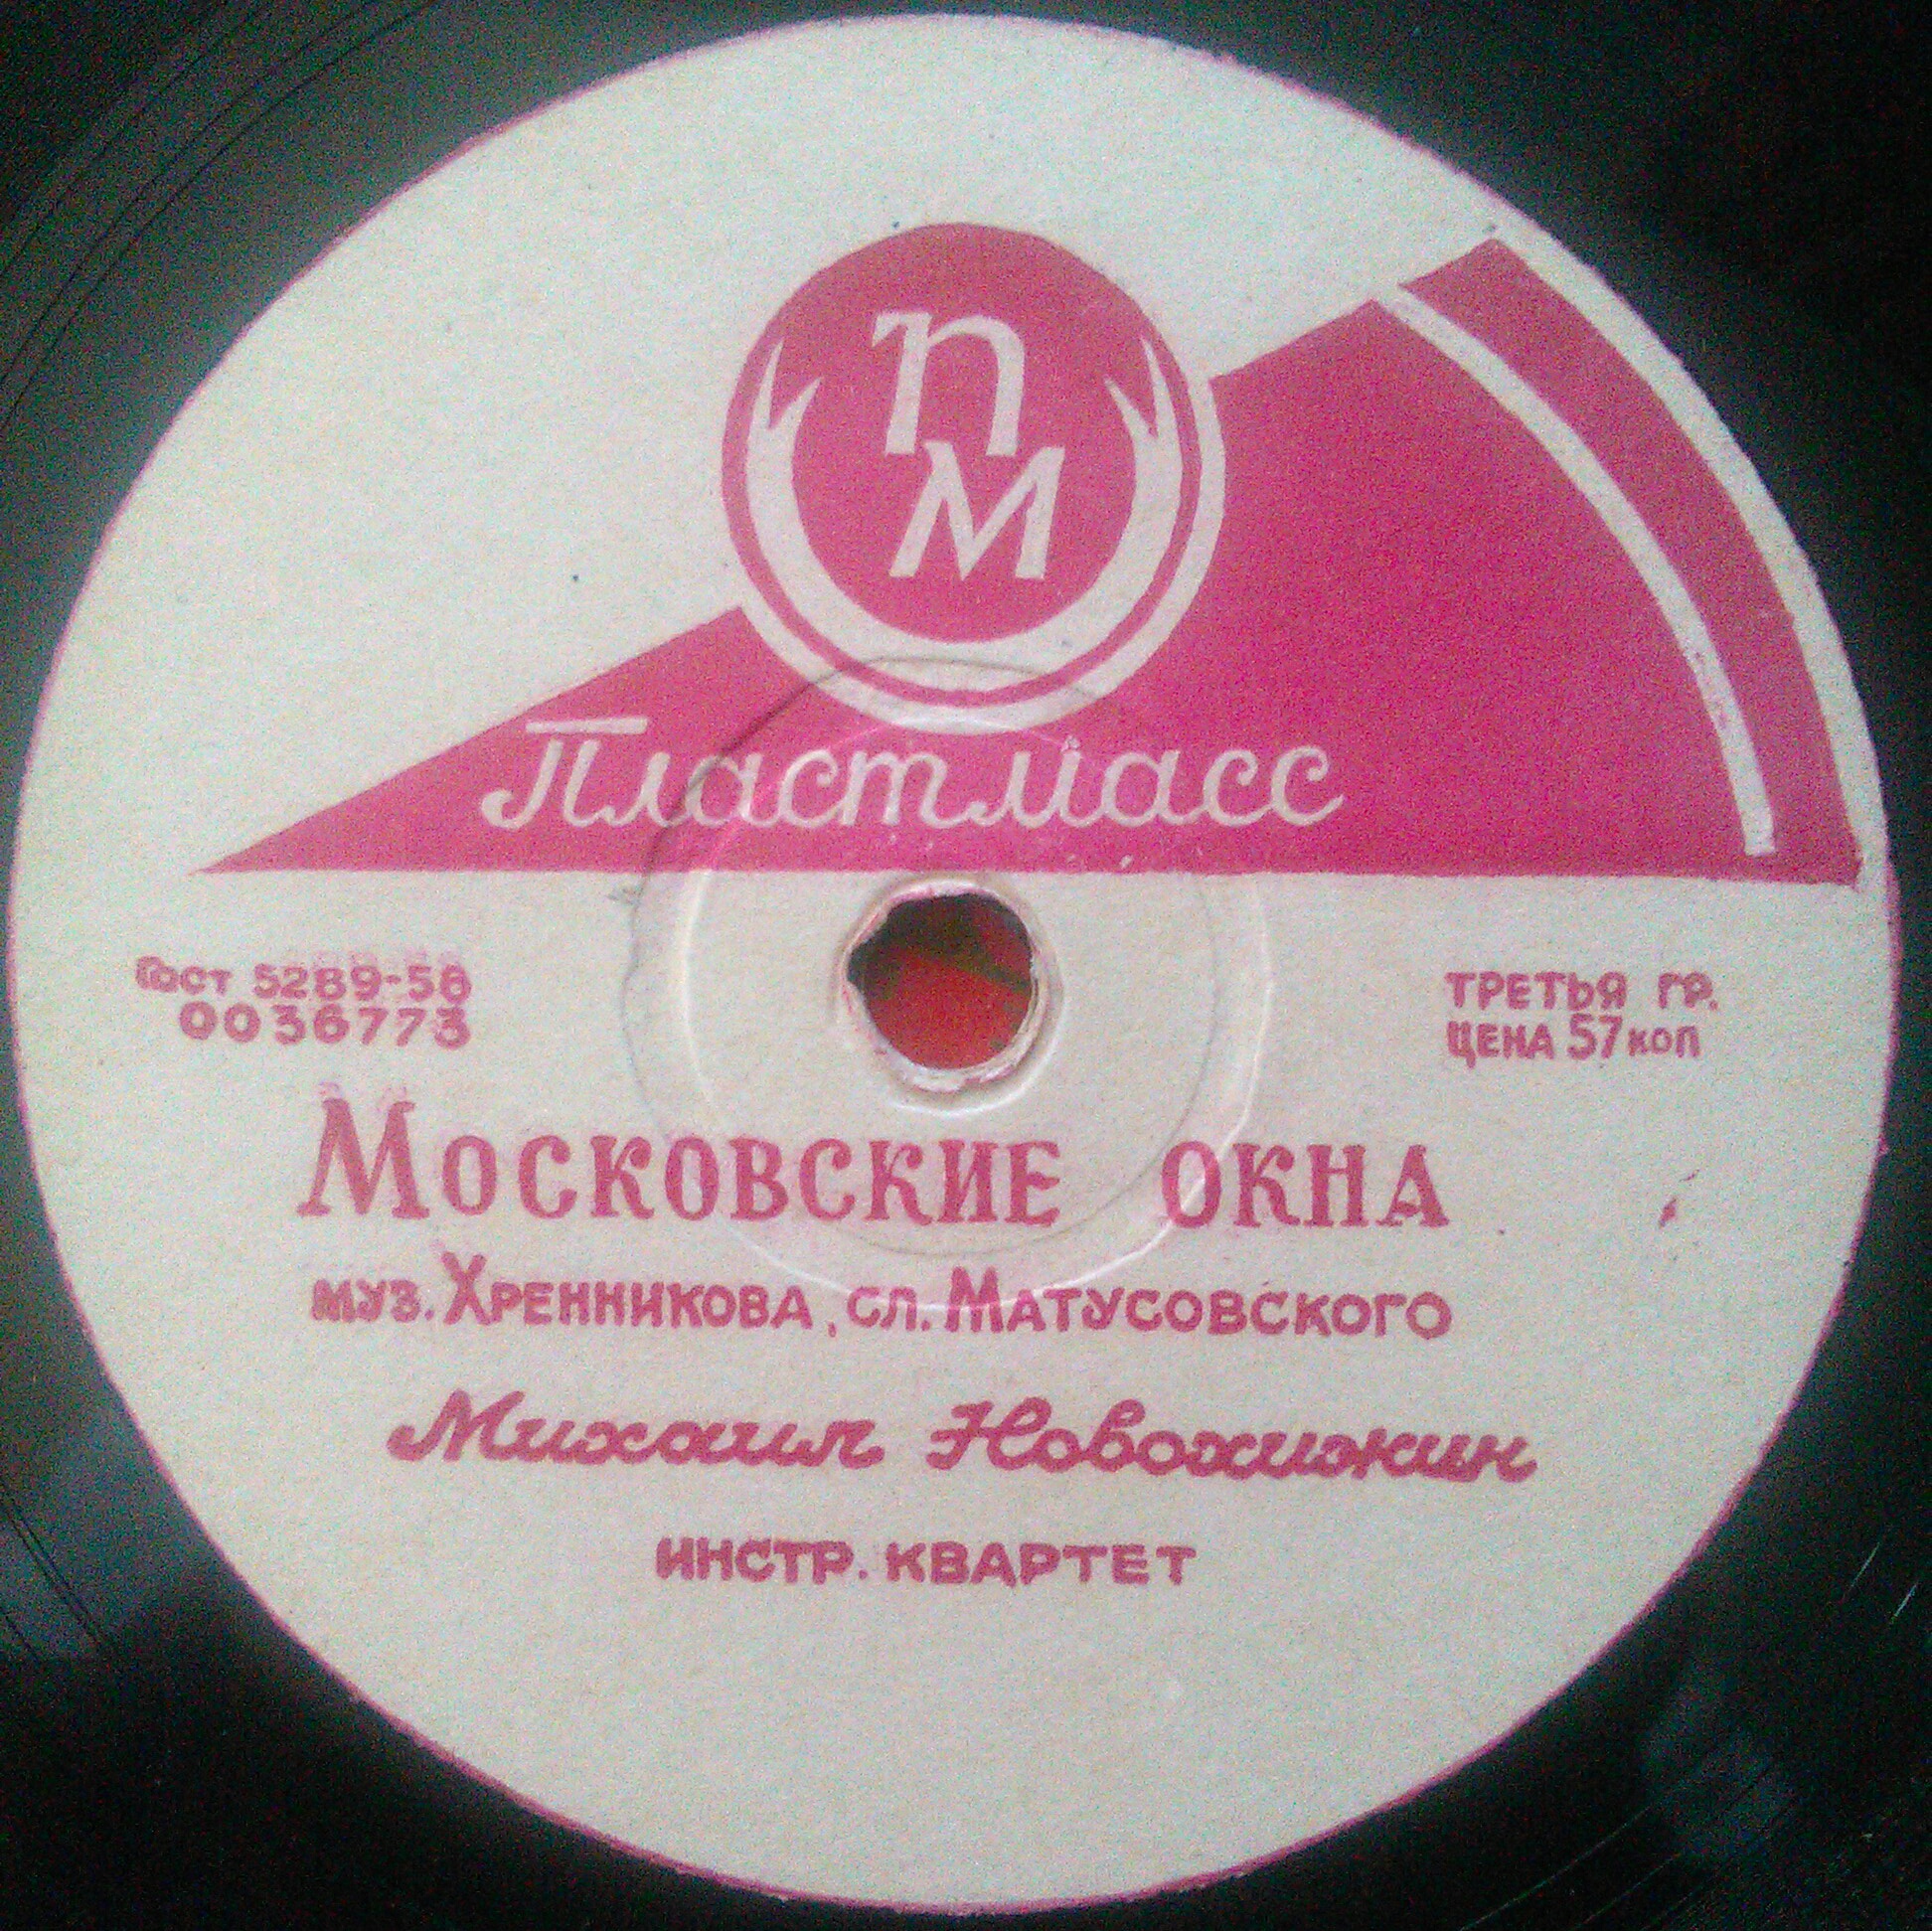 ПМ
Пластмасс
Гост 5289-56
0036773
ТРЕТЬЯ ГР.
ЦЕНА 57 коп
Московские окна
муз. Хренникова, сл. Матусовского
Михаил Новохижин
ИНСТР. КВАРТЕТ